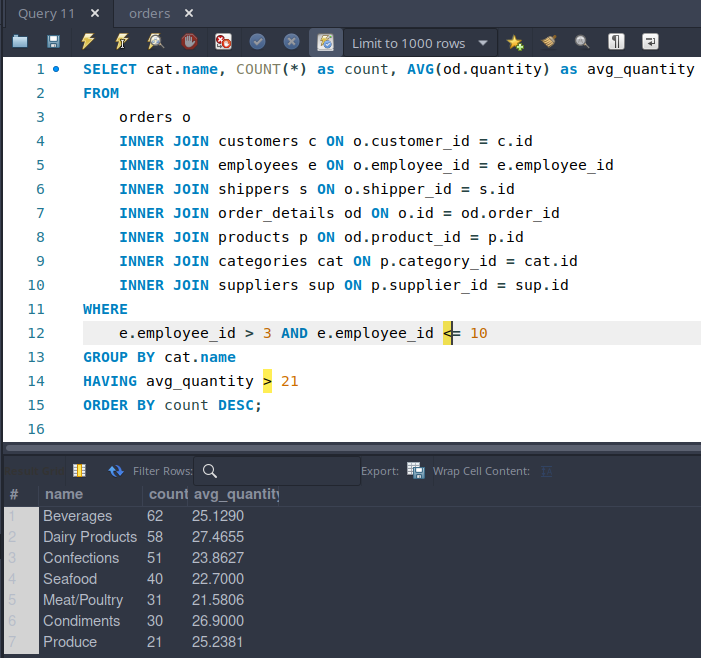 Query 11 × orders ×
Limit to 1000 rows
1 SELECT cat.name, COUNT(*) as count, AVG(od.quantity) as avg_quantity
2 FROM
3 orders o
4 INNER JOIN customers c ON o.customer_id = c.id
5 INNER JOIN employees e ON o.employee_id = e.employee_id
6 INNER JOIN shippers s ON o.shipper_id = s.id
7 INNER JOIN order_details od ON o.id = od.order_id
8 INNER JOIN products p ON od.product_id = p.id
9 INNER JOIN categories cat ON p.category_id = cat.id
10 INNER JOIN suppliers sup ON p.supplier_id = sup.id
11 WHERE
12 e.employee_id > 3 AND e.employee_id <= 10
13 GROUP BY cat.name
14 HAVING avg_quantity > 21
15 ORDER BY count DESC;
16
Filter Rows: Export: Wrap Cell Content:
# name count avg_quantity
1 Beverages 62 25.1290
2 Dairy Products 58 27.4655
3 Confections 51 23.8627
4 Seafood 40 22.7000
5 Meat/Poultry 31 21.5806
6 Condiments 30 26.9000
7 Produce 21 25.2381